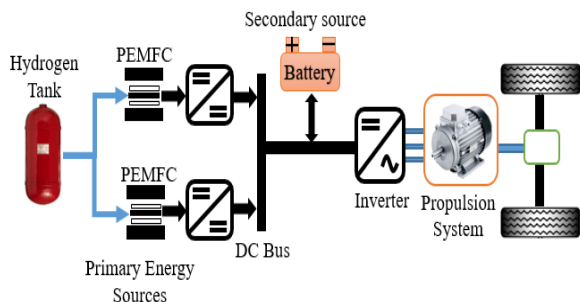 Secondary source
PEMFC
Hydrogen
Tank
Battery
PEMFC
Inverter
Propulsion
System
DC Bus
Primary Energy
Sources